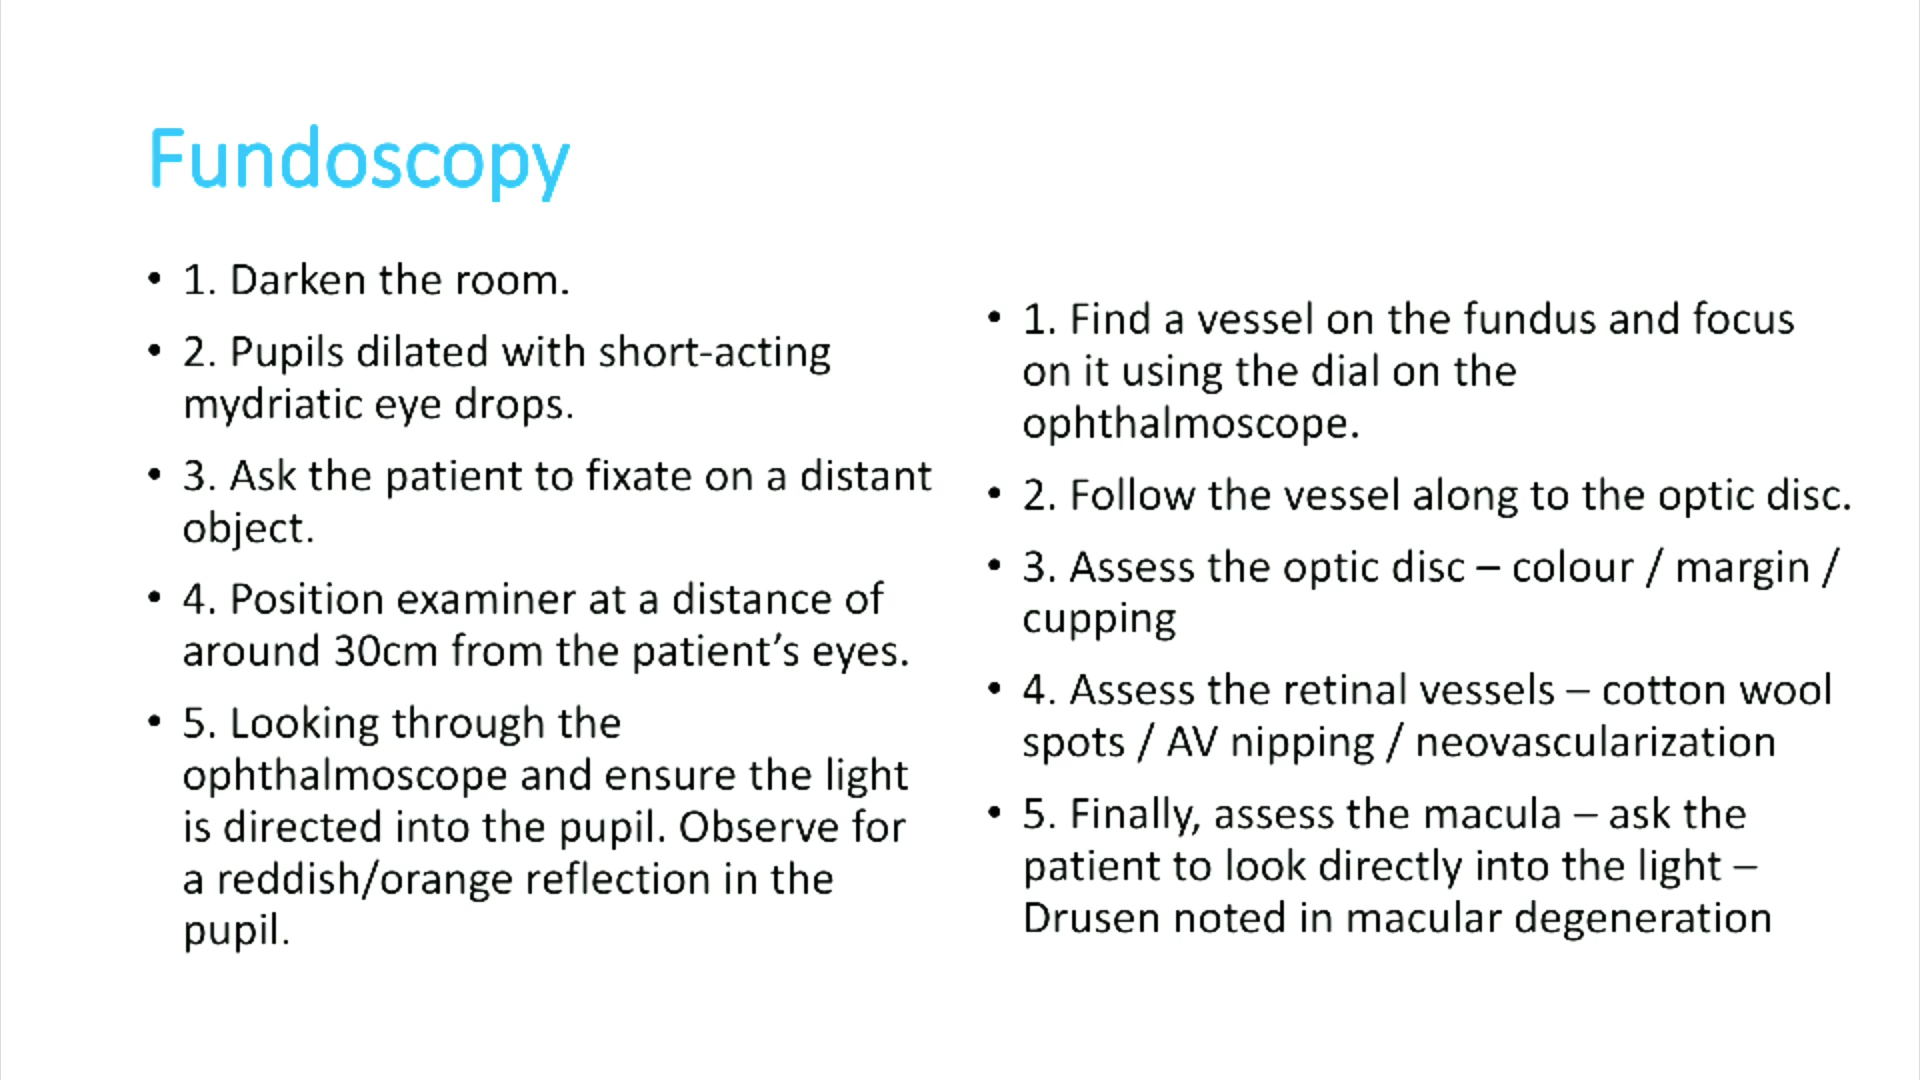 Fundoscopy
• 1. Darken the room.
• 2. Pupils dilated with short-acting
mydriatic eye drops.
• 3. Ask the patient to fixate on a distant
object.
• 4. Position examiner at a distance of
around 30cm from the patient’s eyes.
• 5. Looking through the
ophthalmoscope and ensure the light
is directed into the pupil. Observe for
a reddish/orange reflection in the
pupil.
• 1. Find a vessel on the fundus and focus
on it using the dial on the
ophthalmoscope.
• 2. Follow the vessel along to the optic disc.
• 3. Assess the optic disc – colour / margin /
cupping
• 4. Assess the retinal vessels – cotton wool
spots / AV nipping / neovascularization
• 5. Finally, assess the macula – ask the
patient to look directly into the light –
Drusen noted in macular degeneration